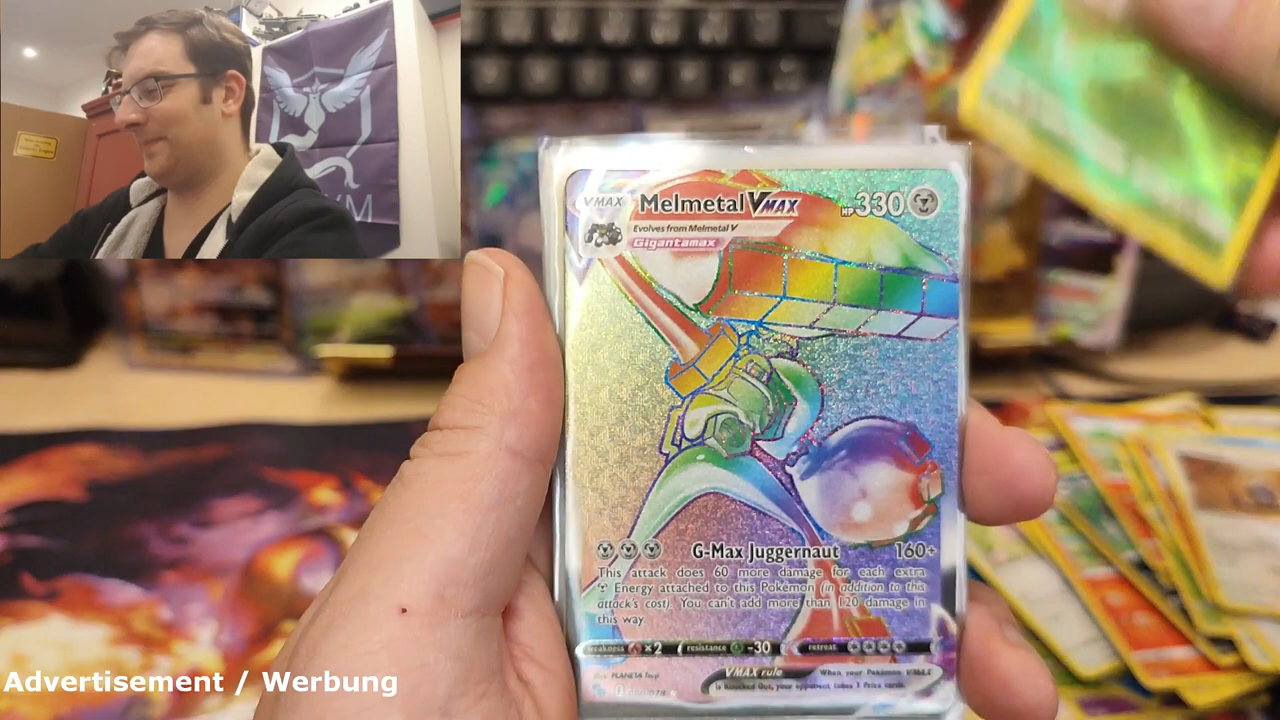 VMAX
Melmetal VMAX HP 330
Evolves from Melmetal V
Gigantamax
G-Max Juggernaut 160+
This attack does 60 more damage for each extra
Energy attached to this Pokémon (in addition to this
attack's cost). You can't add more than 120 damage in
this way.
weakness ×2 resistance -30 retreat
VMAX rule When your Pokémon VMAX
is Knocked Out, your opponent takes 3 Prize cards.
Advertisement / Werbung